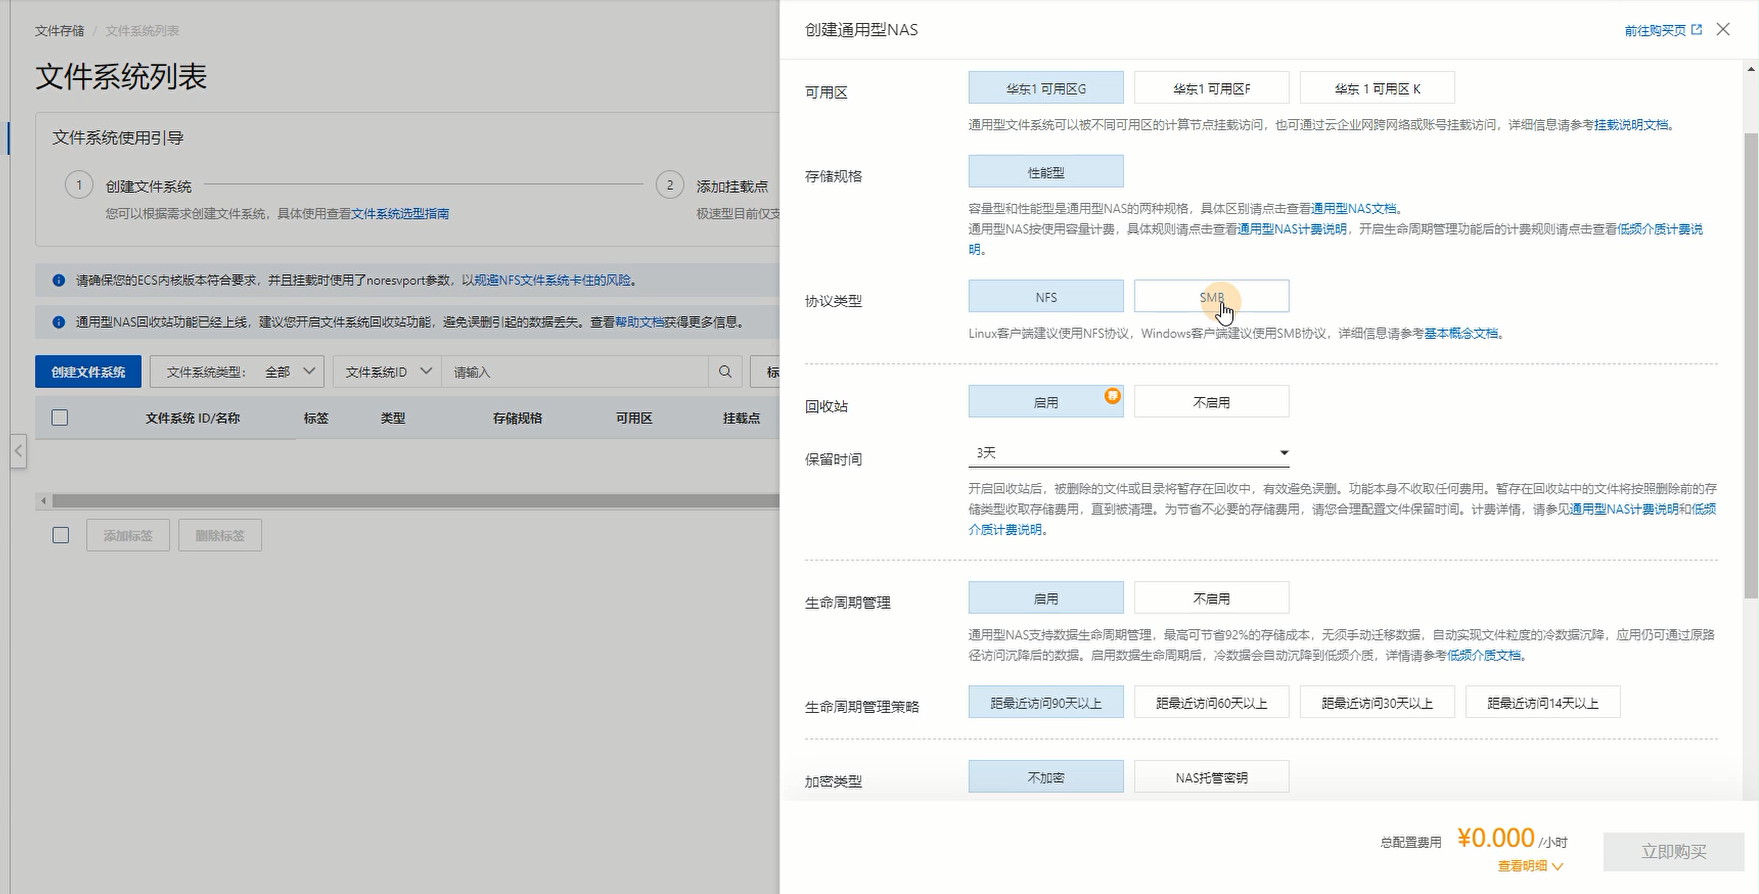 文件存储 / 文件系统列表
文件系统列表
文件系统使用引导
1 创建文件系统
您可以根据需求创建文件系统，具体使用查看文件系统选型指南
2 添加挂载点
极速型目前仅支
请确保您的ECS内核版本符合要求，并且挂载时使用了noresvport参数，以规避NFS文件系统卡住的风险。
通用型NAS回收站功能已经上线，建议您开启文件系统回收站功能，避免误删引起的数据丢失。查看帮助文档获得更多信息。
创建文件系统 文件系统类型： 全部 文件系统ID 请输入 标
文件系统 ID/名称 标签 类型 存储规格 可用区 挂载点
添加标签 删除标签
创建通用型NAS 前往购买页
可用区 华东1 可用区G 华东1 可用区F 华东 1 可用区 K
通用型文件系统可以被不同可用区的计算节点挂载访问，也可通过云企业网跨网络或账号挂载访问，详细信息请参考挂载说明文档。
存储规格 性能型
容量型和性能型是通用型NAS的两种规格，具体区别请点击查看通用型NAS文档。
通用型NAS按使用容量计费，具体规则请点击查看通用型NAS计费说明，开启生命周期管理功能后的计费规则请点击查看低频介质计费说
明。
协议类型 NFS SMB
Linux客户端建议使用NFS协议，Windows客户端建议使用SMB协议，详细信息请参考基本概念文档。
回收站 启用 荐 不启用
保留时间 3天
开启回收站后，被删除的文件或目录将暂存在回收中，有效避免误删。功能本身不收取任何费用。暂存在回收站中的文件将按照删除前的存
储类型收取存储费用，直到被清理。为节省不必要的存储费用，请您合理配置文件保留时间。计费详情，请参见通用型NAS计费说明和低频
介质计费说明。
生命周期管理 启用 不启用
通用型NAS支持数据生命周期管理，最高可节省92%的存储成本，无须手动迁移数据，自动实现文件粒度的冷数据沉降，应用仍可通过原路
径访问沉降后的数据。启用数据生命周期后，冷数据会自动沉降到低频介质，详情请参考低频介质文档。
生命周期管理策略 距最近访问90天以上 距最近访问60天以上 距最近访问30天以上 距最近访问14天以上
加密类型 不加密 NAS托管密钥
总配置费用 ¥0.000 /小时 立即购买
查看明细